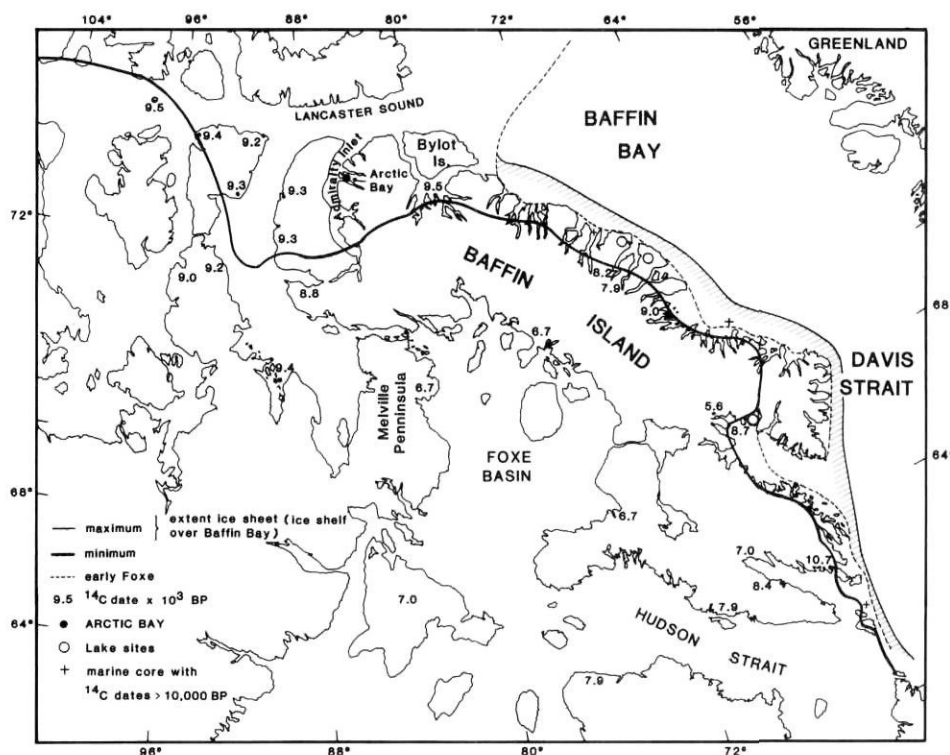 104° 96° 88° 80° 72° 64° 56°
GREENLAND
LANCASTER SOUND
BAFFIN
BAY
9.5
9.4
9.2
9.3
9.3
9.3
Admiralty Inlet
Arctic
Bay
Bylot
Is.
9.5
72°
9.0
9.2
8.8
BAFFIN
ISLAND
8.2
7.9
9.0
68°
DAVIS
STRAIT
9.4
6.7
6.7
Melville
Penninsula
FOXE
BASIN
5.6
8.7
64°
68°
maximum
minimum
extent ice sheet (ice shelf
over Baffin Bay)
early Foxe
9.5 ¹⁴C date x 10³ BP
ARCTIC BAY
Lake sites
marine core with
¹⁴C dates > 10,000 BP
6.7
7.0
10.7
8.4
7.0
7.9
HUDSON STRAIT
7.9
64°
96° 88° 80° 72°